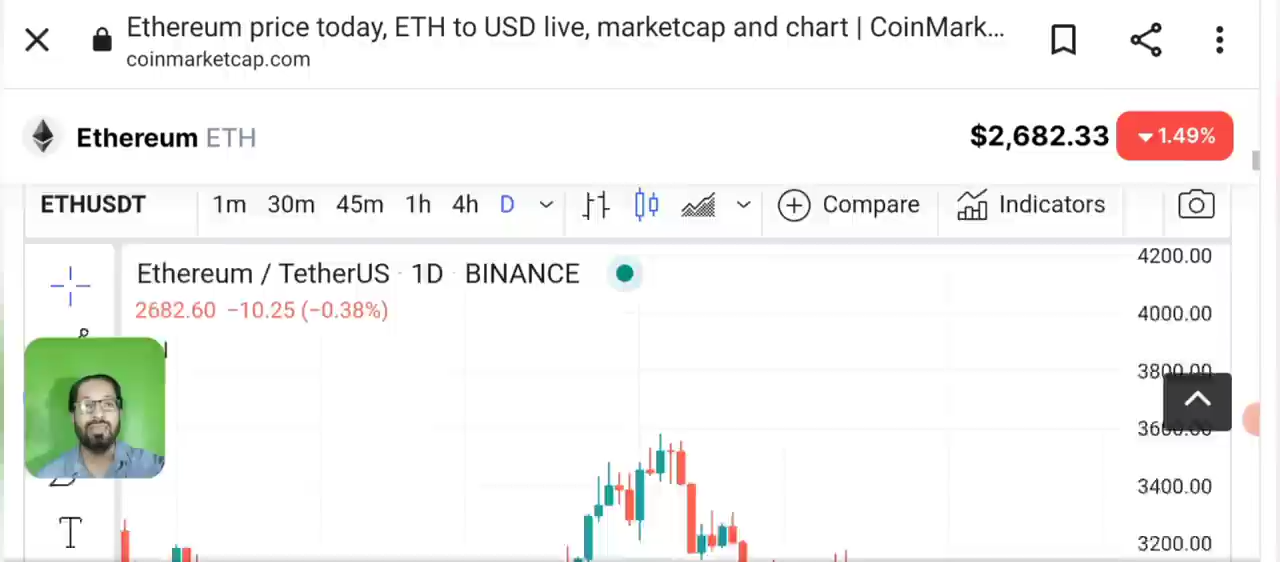 Ethereum price today, ETH to USD live, marketcap and chart | CoinMark...
coinmarketcap.com
Ethereum ETH $2,682.33 1.49%
ETHUSDT 1m 30m 45m 1h 4h D Compare Indicators
Ethereum / TetherUS · 1D · BINANCE
2682.60 −10.25 (−0.38%)
4200.00
4000.00
3800.00
3600.00
3400.00
3200.00